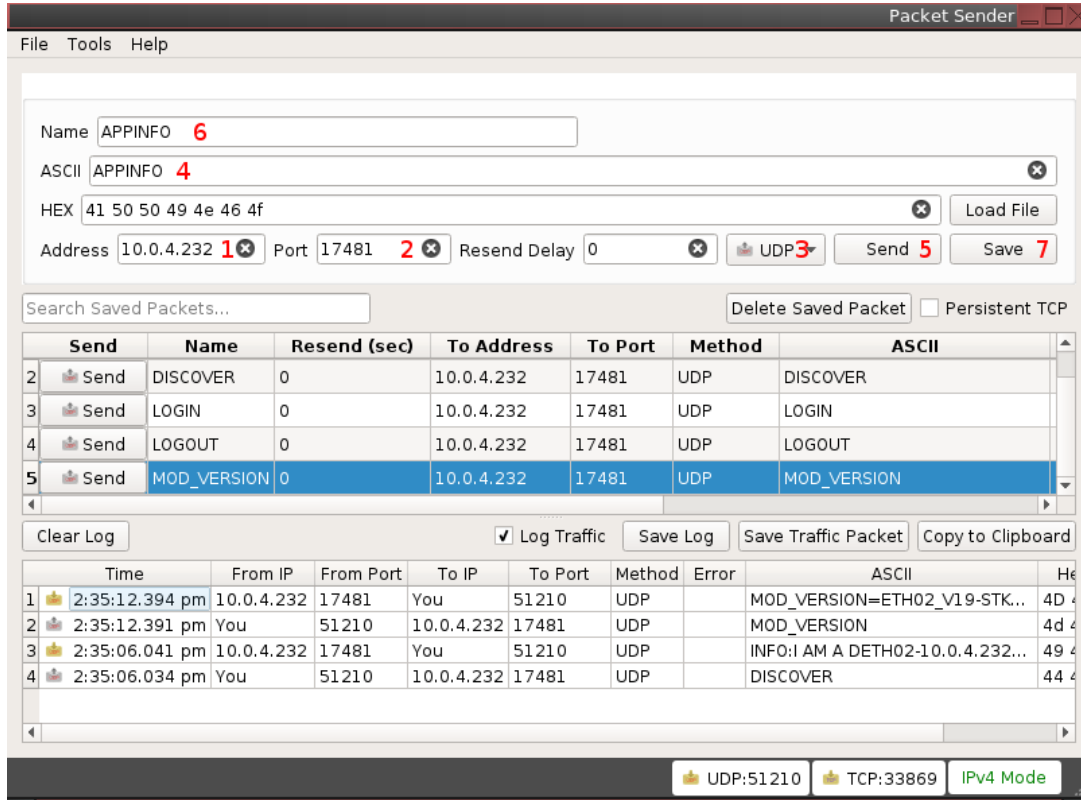 Packet Sender
File Tools Help
Name APPINFO 6
ASCII APPINFO 4
HEX 41 50 50 49 4e 46 4f Load File
Address 10.0.4.232 1 Port 17481 2 Resend Delay 0 UDP 3 Send 5 Save 7
Search Saved Packets... Delete Saved Packet Persistent TCP
Send Name Resend (sec) To Address To Port Method ASCII
2 Send DISCOVER 0 10.0.4.232 17481 UDP DISCOVER
3 Send LOGIN 0 10.0.4.232 17481 UDP LOGIN
4 Send LOGOUT 0 10.0.4.232 17481 UDP LOGOUT
5 Send MOD_VERSION 0 10.0.4.232 17481 UDP MOD_VERSION
Clear Log Log Traffic Save Log Save Traffic Packet Copy to Clipboard
Time From IP From Port To IP To Port Method Error ASCII He
1 2:35:12.394 pm 10.0.4.232 17481 You 51210 UDP MOD_VERSION=ETH02_V19-STK... 4D 4
2 2:35:12.391 pm You 51210 10.0.4.232 17481 UDP MOD_VERSION 4d 4
3 2:35:06.041 pm 10.0.4.232 17481 You 51210 UDP INFO:I AM A DETH02-10.0.4.232... 49 4
4 2:35:06.034 pm You 51210 10.0.4.232 17481 UDP DISCOVER 44 4
UDP:51210 TCP:33869 IPv4 Mode